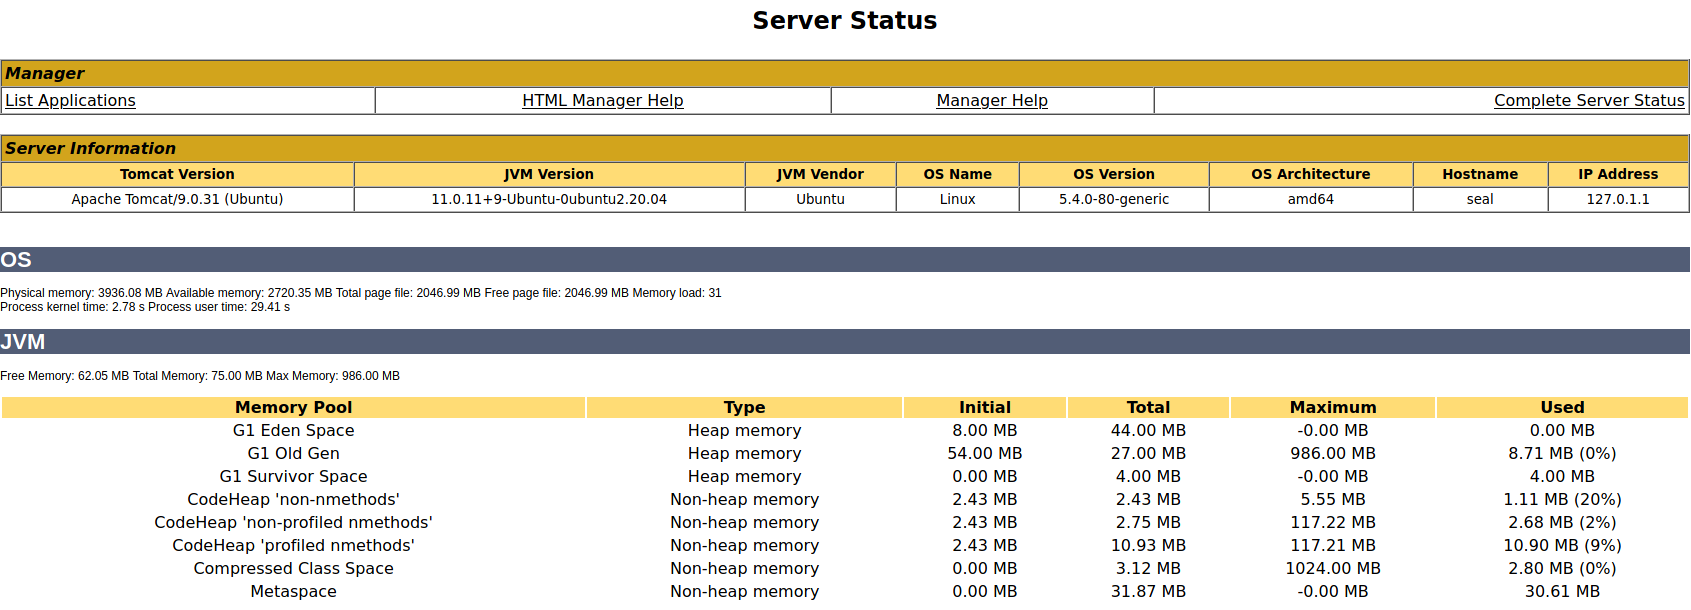 Server Status
Manager
List Applications HTML Manager Help Manager Help Complete Server Status
Server Information
Tomcat Version JVM Version JVM Vendor OS Name OS Version OS Architecture Hostname IP Address
Apache Tomcat/9.0.31 (Ubuntu) 11.0.11+9-Ubuntu-0ubuntu2.20.04 Ubuntu Linux 5.4.0-80-generic amd64 seal 127.0.1.1
OS
Physical memory: 3936.08 MB Available memory: 2720.35 MB Total page file: 2046.99 MB Free page file: 2046.99 MB Memory load: 31
Process kernel time: 2.78 s Process user time: 29.41 s
JVM
Free Memory: 62.05 MB Total Memory: 75.00 MB Max Memory: 986.00 MB
Memory Pool Type Initial Total Maximum Used
G1 Eden Space Heap memory 8.00 MB 44.00 MB -0.00 MB 0.00 MB
G1 Old Gen Heap memory 54.00 MB 27.00 MB 986.00 MB 8.71 MB (0%)
G1 Survivor Space Heap memory 0.00 MB 4.00 MB -0.00 MB 4.00 MB
CodeHeap 'non-nmethods' Non-heap memory 2.43 MB 2.43 MB 5.55 MB 1.11 MB (20%)
CodeHeap 'non-profiled nmethods' Non-heap memory 2.43 MB 2.75 MB 117.22 MB 2.68 MB (2%)
CodeHeap 'profiled nmethods' Non-heap memory 2.43 MB 10.93 MB 117.21 MB 10.90 MB (9%)
Compressed Class Space Non-heap memory 0.00 MB 3.12 MB 1024.00 MB 2.80 MB (0%)
Metaspace Non-heap memory 0.00 MB 31.87 MB -0.00 MB 30.61 MB